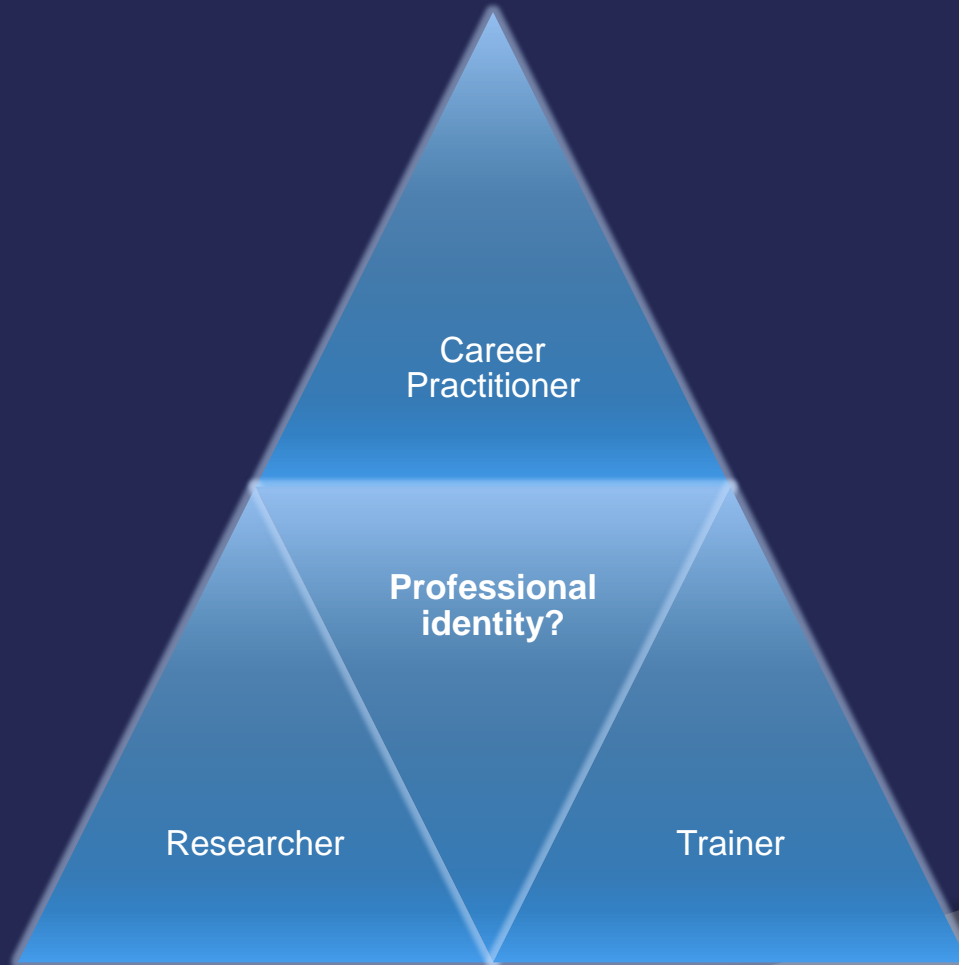 Career
Practitioner
Professional
identity?
Researcher
Trainer